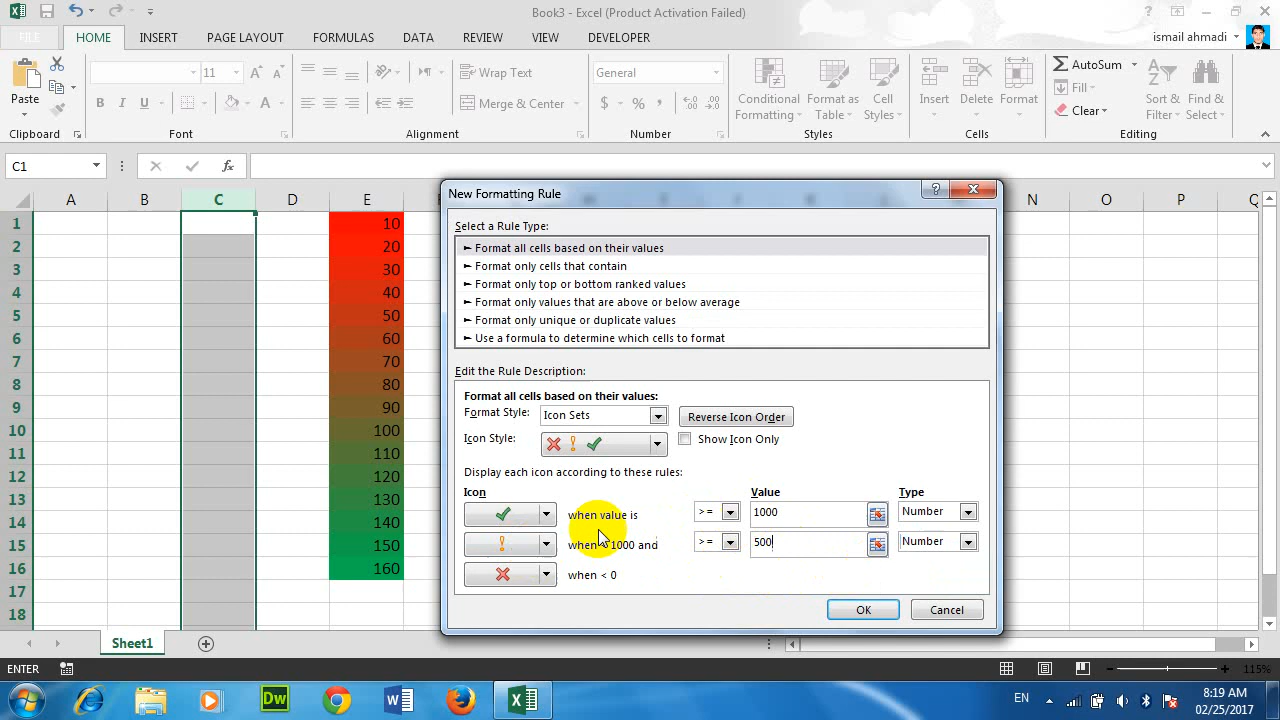 Book3 - Excel (Product Activation Failed)
FILE HOME INSERT PAGE LAYOUT FORMULAS DATA REVIEW VIEW DEVELOPER ismail ahmadi
Paste
11
Wrap Text
Merge & Center
General
$ % ,
B I U
Conditional Formatting
Format as Table
Cell Styles
Insert
Delete
Format
AutoSum
Fill
Clear
Sort & Filter
Find & Select
Clipboard Font Alignment Number Styles Cells Editing
C1
fx
A B C D E N O P Q
1 10
2 20
3 30
4 40
5 50
6 60
7 70
8 80
9 90
10 100
11 110
12 120
13 130
14 140
15 150
16 160
17
18
New Formatting Rule
Select a Rule Type:
► Format all cells based on their values
► Format only cells that contain
► Format only top or bottom ranked values
► Format only values that are above or below average
► Format only unique or duplicate values
► Use a formula to determine which cells to format
Edit the Rule Description:
Format all cells based on their values:
Format Style: Icon Sets Reverse Icon Order
Icon Style: Show Icon Only
Display each icon according to these rules:
Icon Value Type
when value is >= 1000 Number
when < 1000 and >= 500 Number
when < 0
OK Cancel
Sheet1
ENTER 115%
Dw
EN
8:19 AM
02/25/2017